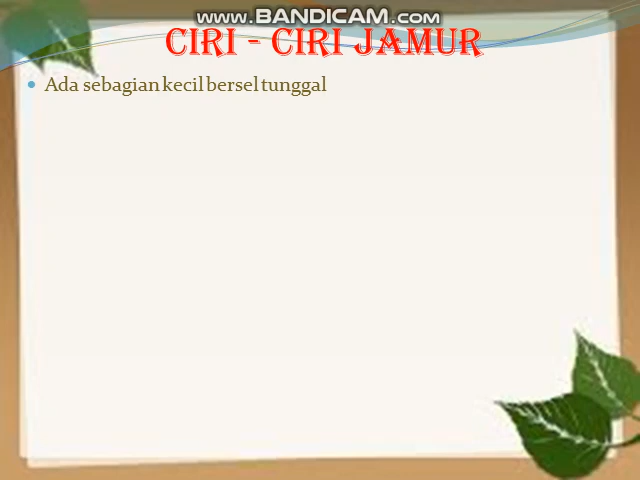 www.BANDICAM.com
CIRI - CIRI JAMUR
Ada sebagian kecil bersel tunggal